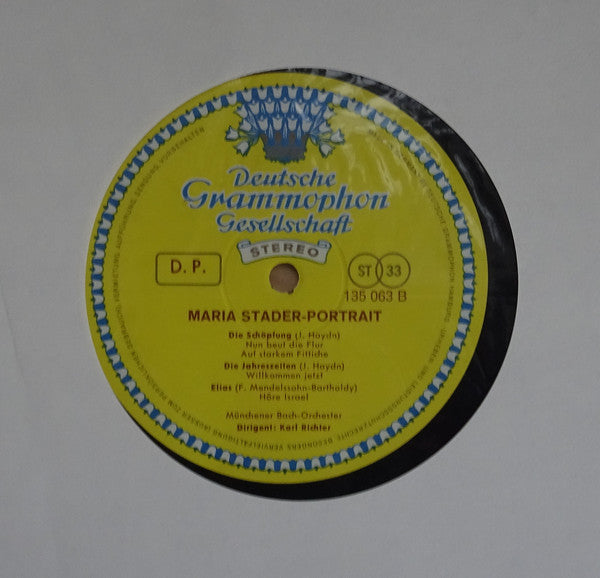 Deutsche
Grammophon
Gesellschaft
STEREO
D. P.
ST 33
135 063 B
MARIA STADER-PORTRAIT
Die Schöpfung (J. Haydn)
Nun beut die Flur
Auf starkem Fittiche
Die Jahreszeiten (J. Haydn)
Willkommen jetzt
Elias (F. Mendelssohn-Bartholdy)
Höre Israel
Münchener Bach-Orchester
Dirigent: Karl Richter